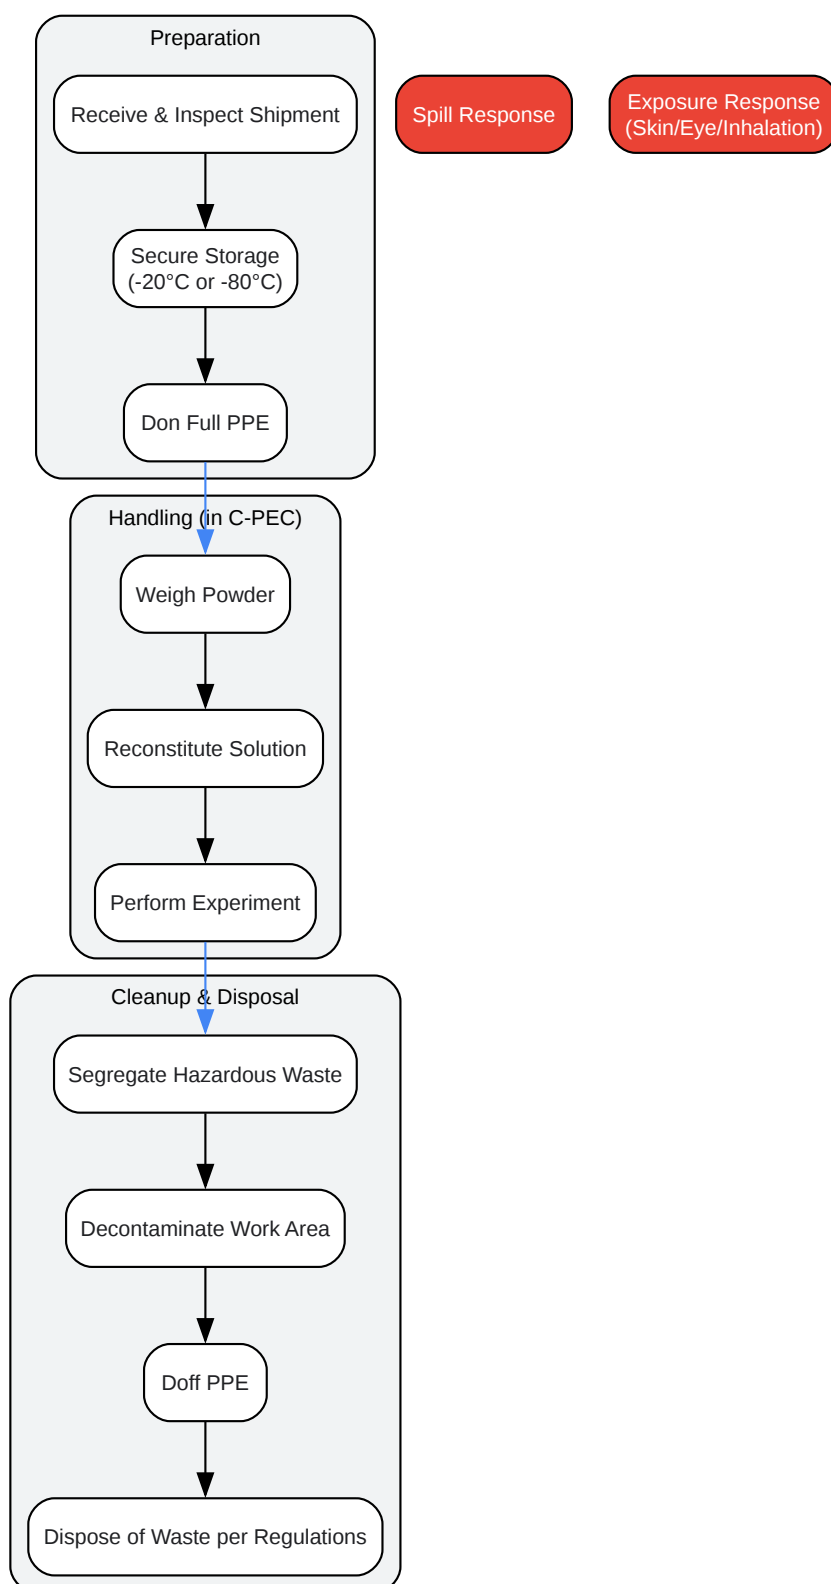 Preparation
Receive & Inspect Shipment
Spill Response
Exposure Response
(Skin/Eye/Inhalation)
Secure Storage
(-20°C or -80°C)
Don Full PPE
Handling (in C-PEC)
Weigh Powder
Reconstitute Solution
Perform Experiment
Cleanup & Disposal
Segregate Hazardous Waste
Decontaminate Work Area
Doff PPE
Dispose of Waste per Regulations